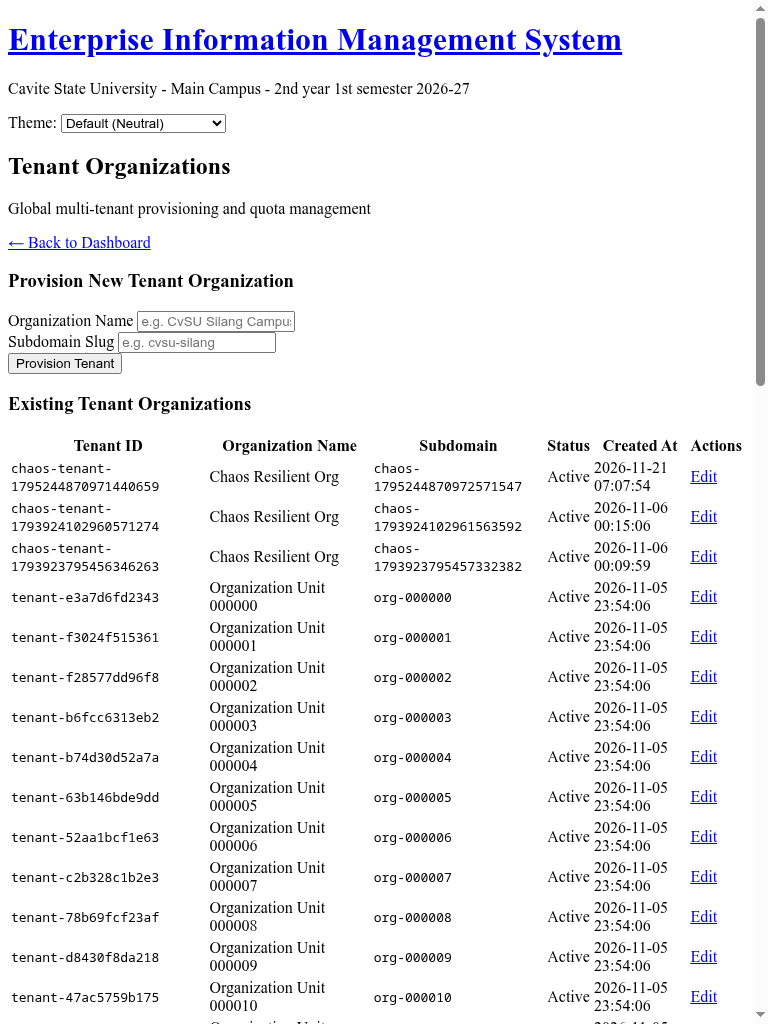 Enterprise Information Management System
Cavite State University - Main Campus - 2nd year 1st semester 2026-27
Theme: Default (Neutral)
Tenant Organizations
Global multi-tenant provisioning and quota management
← Back to Dashboard
Provision New Tenant Organization
Organization Name e.g. CvSU Silang Campus
Subdomain Slug e.g. cvsu-silang
Provision Tenant
Existing Tenant Organizations
Tenant ID Organization Name Subdomain Status Created At Actions
chaos-tenant- Chaos Resilient Org chaos- Active 2026-11-21 Edit
1795244870971440659 1795244870972571547 07:07:54
chaos-tenant- Chaos Resilient Org chaos- Active 2026-11-06 Edit
1793924102960571274 1793924102961563592 00:15:06
chaos-tenant- Chaos Resilient Org chaos- Active 2026-11-06 Edit
1793923795456346263 1793923795457332382 00:09:59
tenant-e3a7d6fd2343 Organization Unit org-000000 Active 2026-11-05 Edit
000000 23:54:06
tenant-f3024f515361 Organization Unit org-000001 Active 2026-11-05 Edit
000001 23:54:06
tenant-f28577dd96f8 Organization Unit org-000002 Active 2026-11-05 Edit
000002 23:54:06
tenant-b6fcc6313eb2 Organization Unit org-000003 Active 2026-11-05 Edit
000003 23:54:06
tenant-b74d30d52a7a Organization Unit org-000004 Active 2026-11-05 Edit
000004 23:54:06
tenant-63b146bde9dd Organization Unit org-000005 Active 2026-11-05 Edit
000005 23:54:06
tenant-52aa1bcf1e63 Organization Unit org-000006 Active 2026-11-05 Edit
000006 23:54:06
tenant-c2b328c1b2e3 Organization Unit org-000007 Active 2026-11-05 Edit
000007 23:54:06
tenant-78b69fcf23af Organization Unit org-000008 Active 2026-11-05 Edit
000008 23:54:06
tenant-d8430f8da218 Organization Unit org-000009 Active 2026-11-05 Edit
000009 23:54:06
tenant-47ac5759b175 Organization Unit org-000010 Active 2026-11-05 Edit
000010 23:54:06